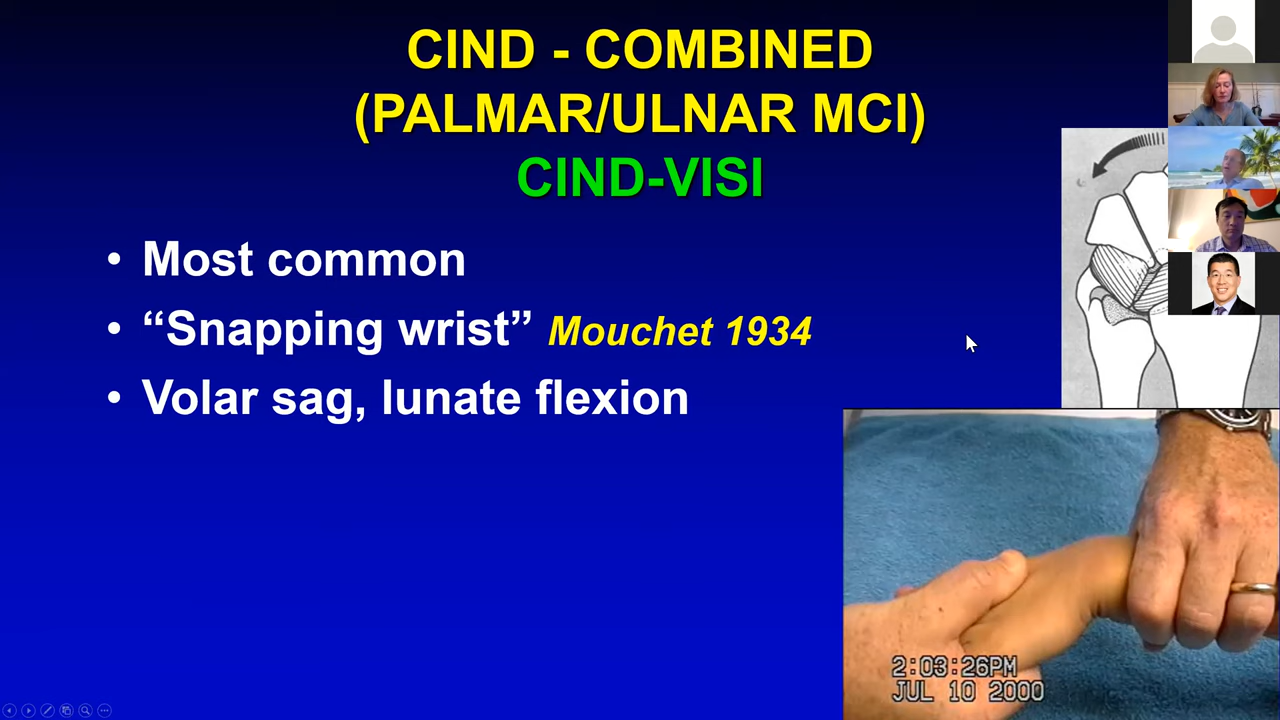 CIND - COMBINED
(PALMAR/ULNAR MCI)
CIND-VISI
• Most common
• “Snapping wrist” Mouchet 1934
• Volar sag, lunate flexion
2:03:26PM
JUL 10 2000